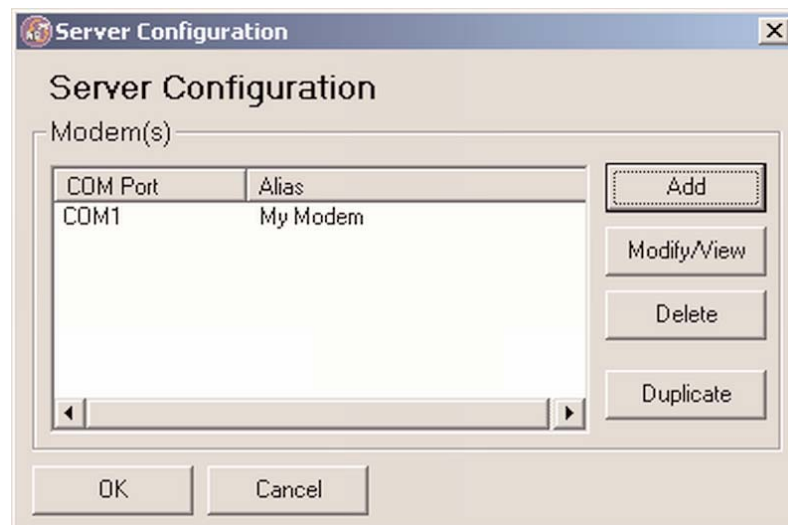 Server Configuration
Server Configuration
Modem(s)
COM Port Alias
COM1 My Modem
Add
Modify/View
Delete
Duplicate
OK Cancel